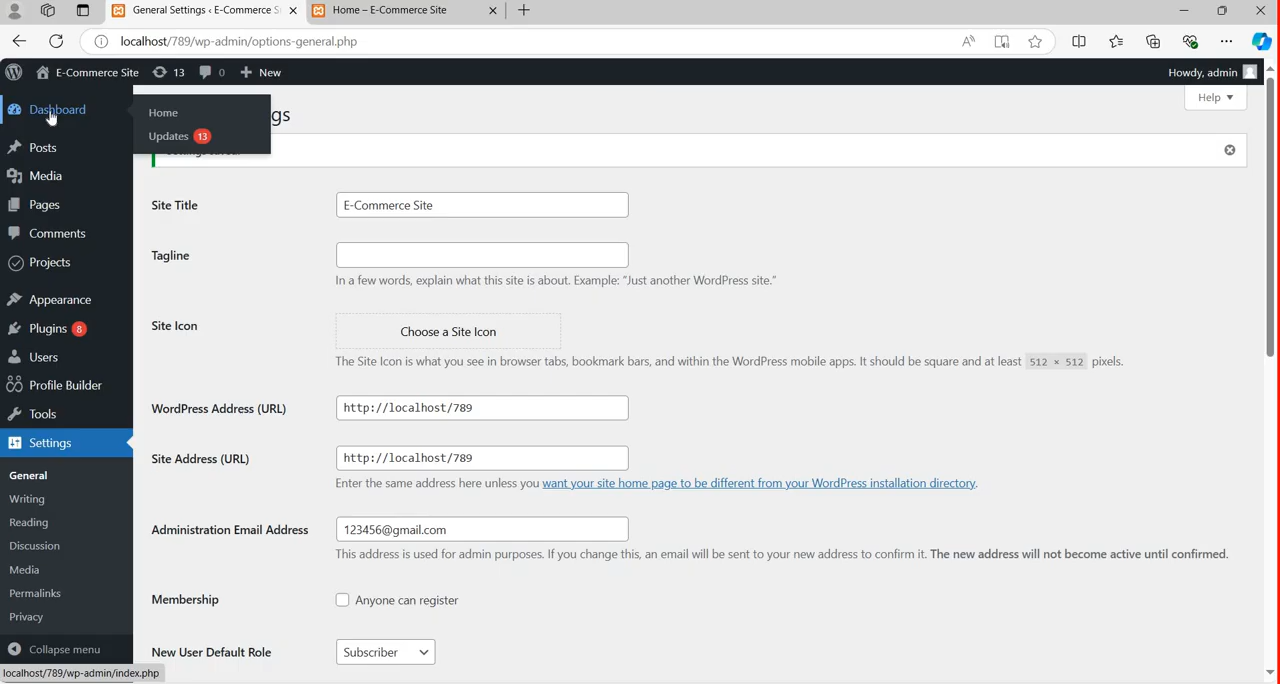 General Settings ‹ E-Commerce S
Home – E-Commerce Site
localhost/789/wp-admin/options-general.php
E-Commerce Site
13
0
New
Howdy, admin
Dashboard
Home
Updates 13
gs
Help
Posts
Media
Pages
Comments
Projects
Appearance
Plugins 8
Users
Profile Builder
Tools
Settings
General
Writing
Reading
Discussion
Media
Permalinks
Privacy
Collapse menu
localhost/789/wp-admin/index.php
Site Title
E-Commerce Site
Tagline
In a few words, explain what this site is about. Example: “Just another WordPress site.”
Site Icon
Choose a Site Icon
The Site Icon is what you see in browser tabs, bookmark bars, and within the WordPress mobile apps. It should be square and at least 512 × 512 pixels.
WordPress Address (URL)
http://localhost/789
Site Address (URL)
http://localhost/789
Enter the same address here unless you want your site home page to be different from your WordPress installation directory.
Administration Email Address
123456@gmail.com
This address is used for admin purposes. If you change this, an email will be sent to your new address to confirm it. The new address will not become active until confirmed.
Membership
Anyone can register
New User Default Role
Subscriber